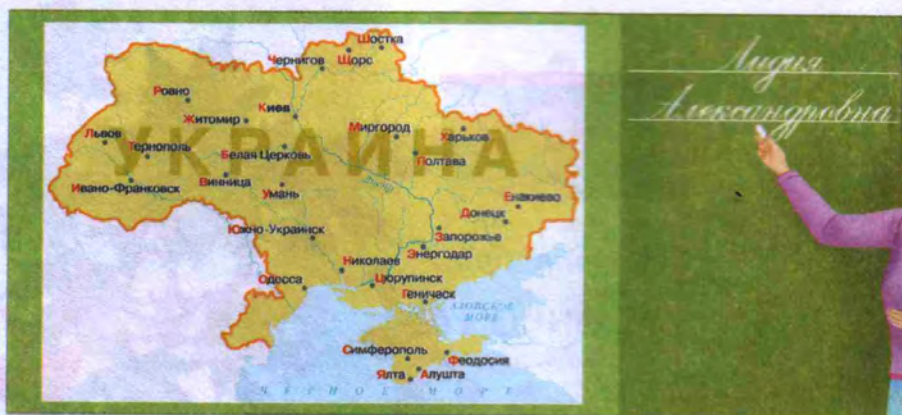 Шостка
Чернигов
Щорс
Ровно
Киев
Житомир
Миргород
Харьков
Львов
УКРАИНА
Тернополь
Белая Церковь
Полтава
Днепр
Ивано-Франковск
Винница
Умань
Енакиево
Донецк
Южно-Украинск
Запорожье
Энергодар
Николаев
Одесса
Цюрупинск
Геническ
АЗОВСКОЕ
МОРЕ
Симферополь
Феодосия
Ялта
Алушта
ЧЕРНОЕ МОРЕ
Лидия
Александровна